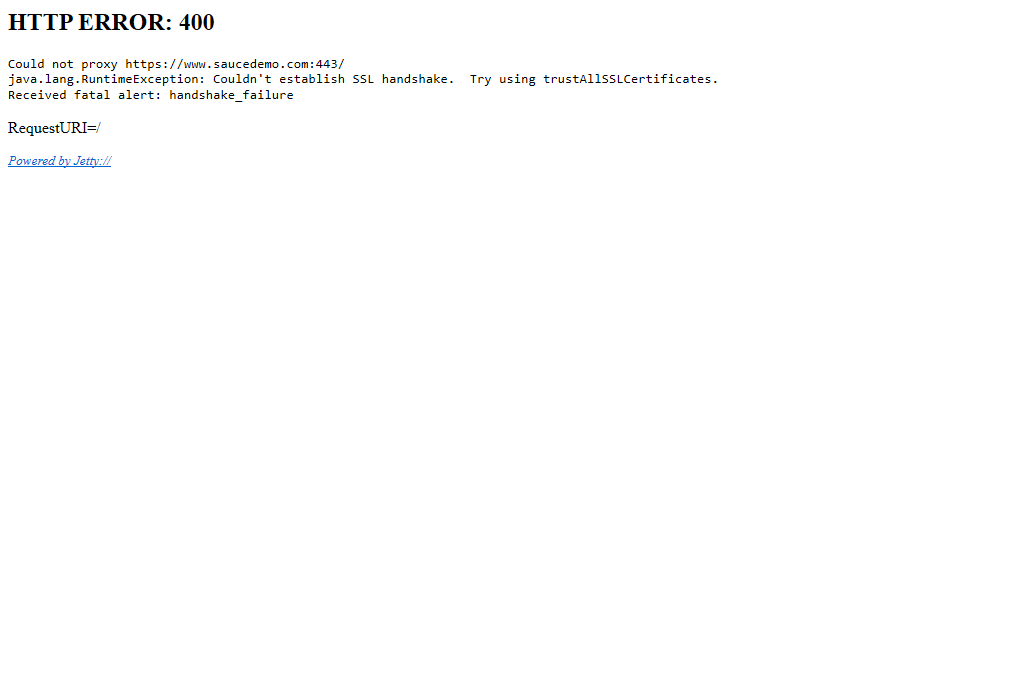 HTTP ERROR: 400
Could not proxy https://www.saucedemo.com:443/
java.lang.RuntimeException: Couldn't establish SSL handshake.  Try using trustAllSSLCertificates.
Received fatal alert: handshake_failure
RequestURI=/
Powered by Jetty://